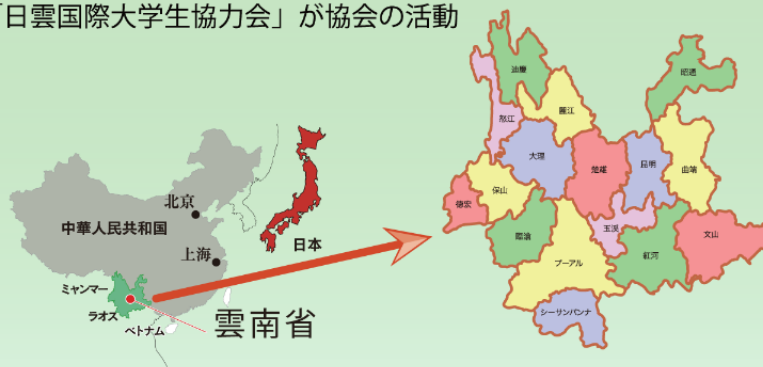 「日雲国際大学生協力会」が協会の活動
北京
中華人民共和国
上海
日本
ミャンマー
ラオス
ベトナム
雲南省
迪慶
昭通
怒江
麗江
大理
楚雄
昆明
曲靖
保山
徳宏
臨滄
玉渓
プーアル
紅河
文山
シーサンパンナ